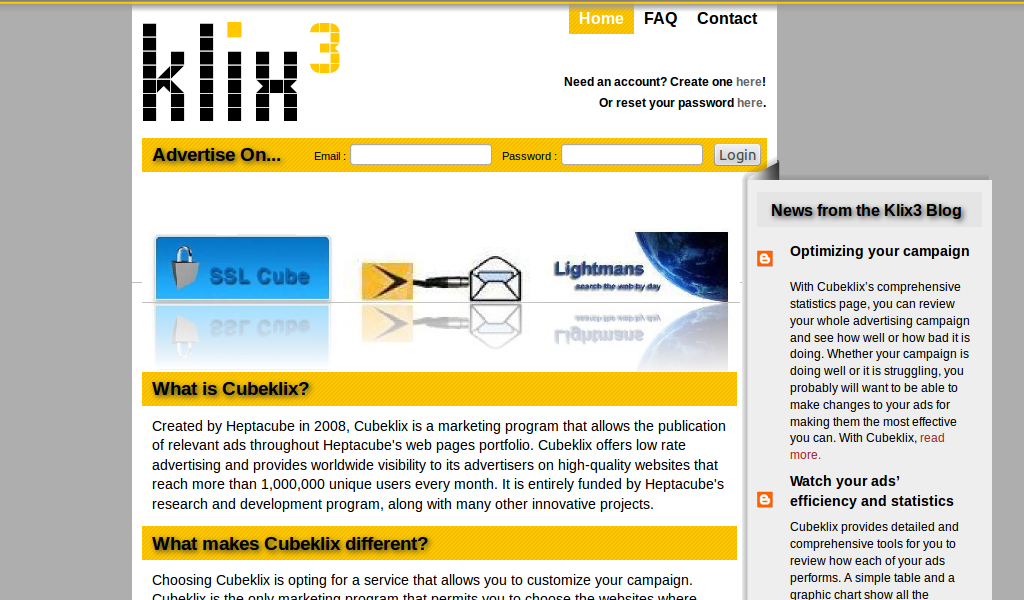 klix3
Home FAQ Contact
Need an account? Create one here!
Or reset your password here.
Advertise On... Email : Password : Login
SSL Cube
Lightmans
search the web by day
What is Cubeklix?
Created by Heptacube in 2008, Cubeklix is a marketing program that allows the publication
of relevant ads throughout Heptacube's web pages portfolio. Cubeklix offers low rate
advertising and provides worldwide visibility to its advertisers on high-quality websites that
reach more than 1,000,000 unique users every month. It is entirely funded by Heptacube's
research and development program, along with many other innovative projects.
What makes Cubeklix different?
Choosing Cubeklix is opting for a service that allows you to customize your campaign.
Cubeklix is the only marketing program that permits you to choose the websites where
News from the Klix3 Blog
Optimizing your campaign
With Cubeklix’s comprehensive
statistics page, you can review
your whole advertising campaign
and see how well or how bad it is
doing. Whether your campaign is
doing well or it is struggling, you
probably will want to be able to
make changes to your ads for
making them the most effective
you can. With Cubeklix, read
more.
Watch your ads’
efficiency and statistics
Cubeklix provides detailed and
comprehensive tools for you to
review how each of your ads
performs. A simple table and a
graphic chart show all the